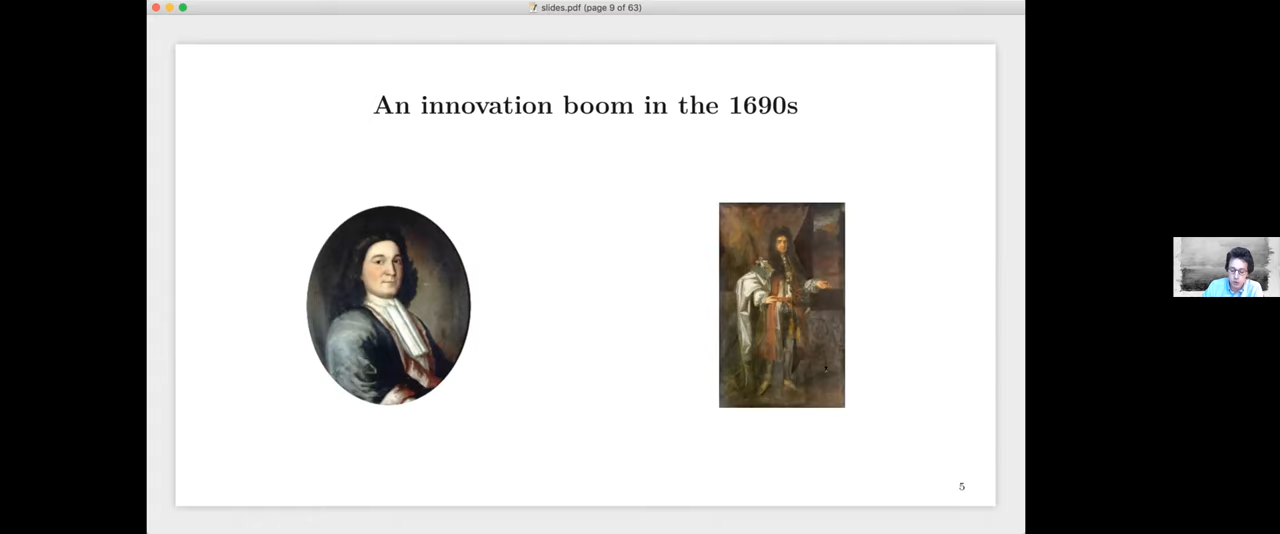 slides.pdf (page 9 of 63)
An innovation boom in the 1690s
5